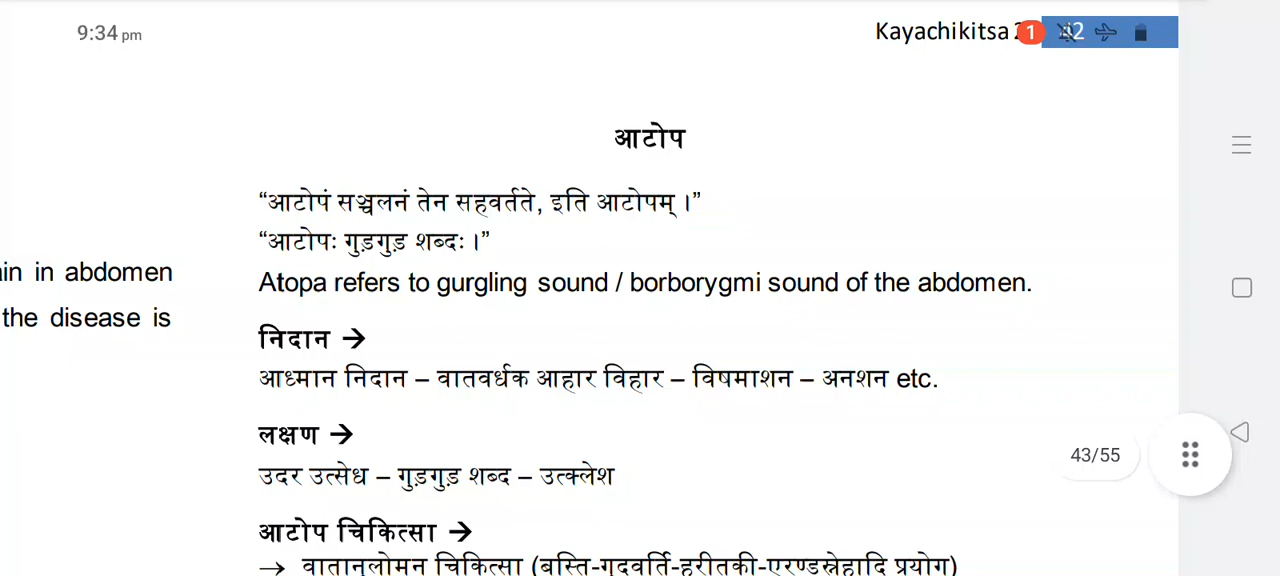 9:34 pm
Kayachikitsa
1
42
आटोप
“आटोपं सञ्चलनं तेन सहवर्तते, इति आटोपम् ।”
“आटोपः गुड़गुड़ शब्दः ।”
ain in abdomen
Atopa refers to gurgling sound / borborygmi sound of the abdomen.
the disease is
निदान →
आध्मान निदान – वातवर्धक आहार विहार – विषमाशन – अनशन etc.
लक्षण →
43/55
उदर उत्सेध – गुड़गुड़ शब्द – उत्क्लेश
आटोप चिकित्सा →
→ वातानुलोमन चिकित्सा (बस्ति-गुदवर्ति-हरीतकी-एरण्डस्नेहादि प्रयोग)